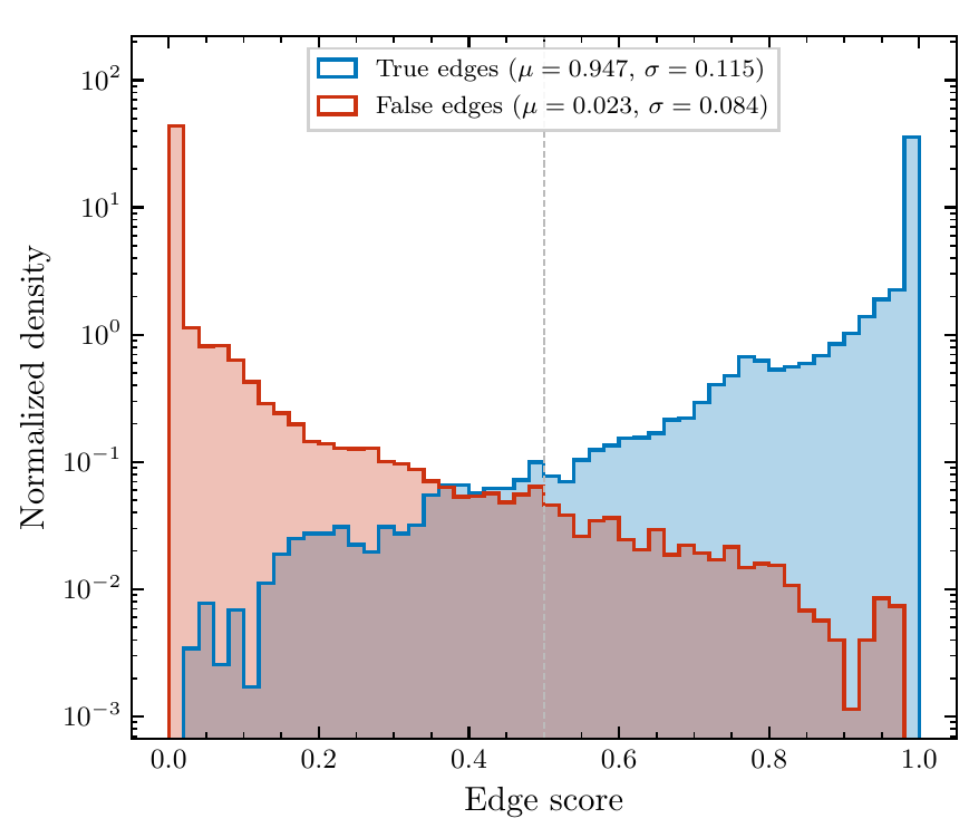 True edges (μ = 0.947, σ = 0.115)
False edges (μ = 0.023, σ = 0.084)
10²
10¹
10⁰
10⁻¹
10⁻²
10⁻³
Normalized density
0.0 0.2 0.4 0.6 0.8 1.0
Edge score